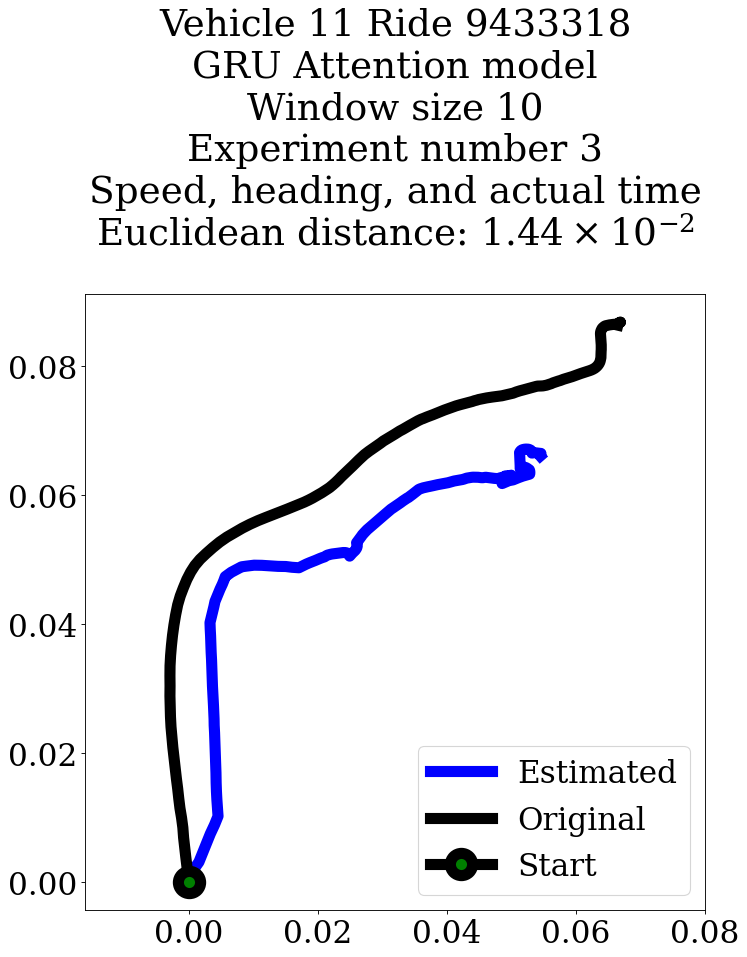 Vehicle 11 Ride 9433318
GRU Attention model
Window size 10
Experiment number 3
Speed, heading, and actual time
Euclidean distance: 1.44 × 10⁻²
0.08
0.06
0.04
0.02
0.00
Estimated
Original
Start
0.00 0.02 0.04 0.06 0.08